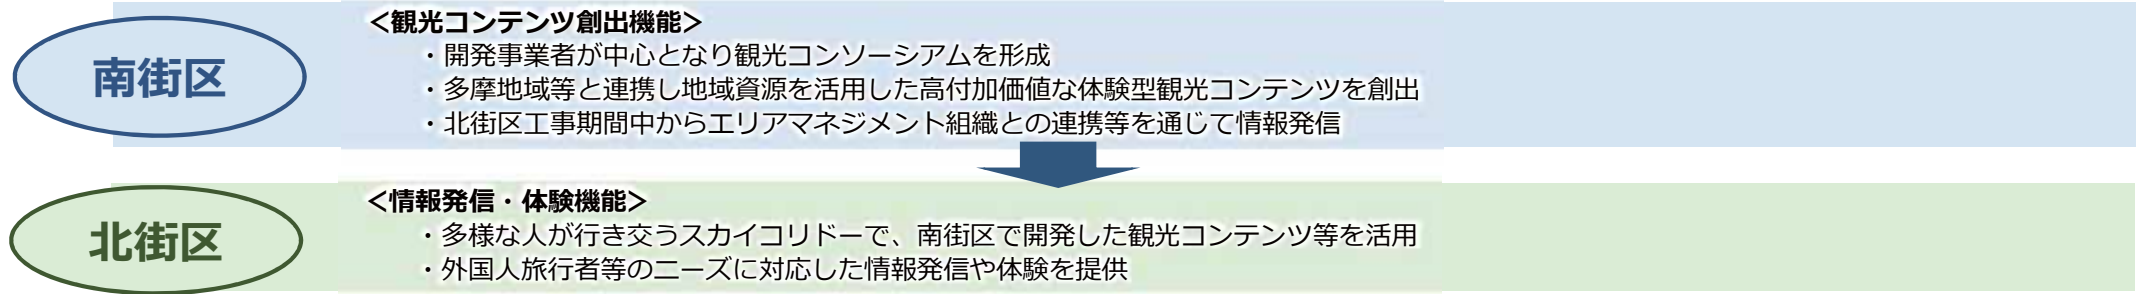 南街区
<観光コンテンツ創出機能>
・開発事業者が中心となり観光コンソーシアムを形成
・多摩地域等と連携し地域資源を活用した高付加価値な体験型観光コンテンツを創出
・北街区工事期間中からエリアマネジメント組織との連携等を通じて情報発信
北街区
<情報発信・体験機能>
・多様な人が行き交うスカイコリドーで、南街区で開発した観光コンテンツ等を活用
・外国人旅行者等のニーズに対応した情報発信や体験を提供